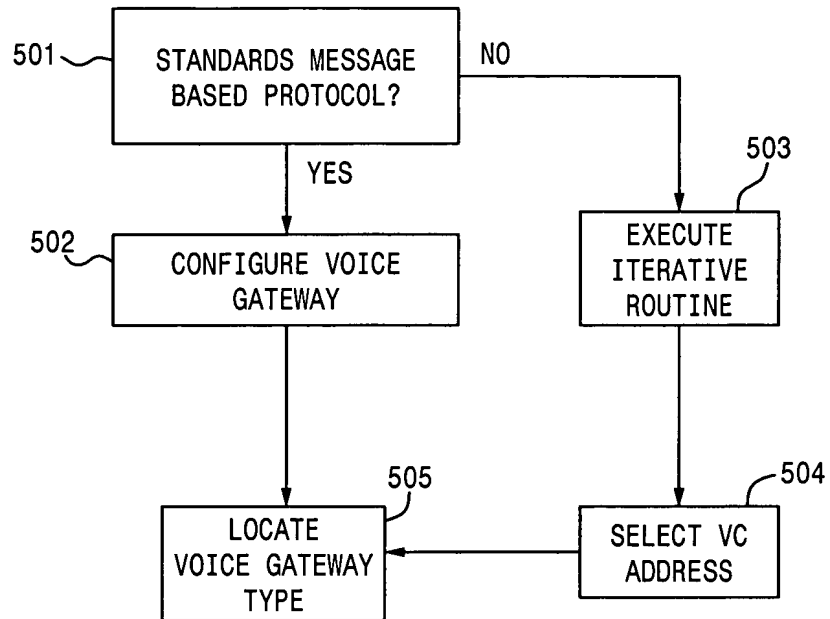 501
STANDARDS MESSAGE
BASED PROTOCOL?
NO
YES
503
502
CONFIGURE VOICE
GATEWAY
EXECUTE
ITERATIVE
ROUTINE
505
LOCATE
VOICE GATEWAY
TYPE
504
SELECT VC
ADDRESS